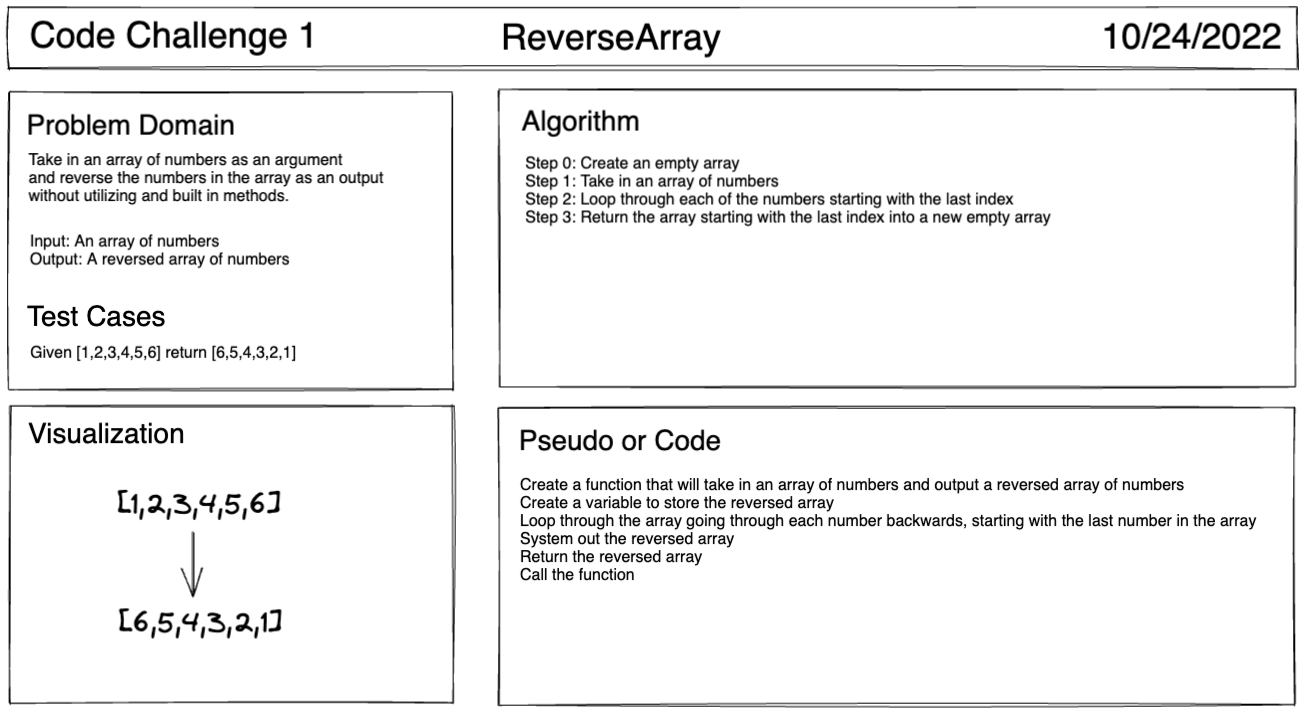 Code Challenge 1
ReverseArray
10/24/2022
Problem Domain
Take in an array of numbers as an argument
and reverse the numbers in the array as an output
without utilizing and built in methods.
Input: An array of numbers
Output: A reversed array of numbers
Test Cases
Given [1,2,3,4,5,6] return [6,5,4,3,2,1]
Algorithm
Step 0: Create an empty array
Step 1: Take in an array of numbers
Step 2: Loop through each of the numbers starting with the last index
Step 3: Return the array starting with the last index into a new empty array
Visualization
[1,2,3,4,5,6]
[6,5,4,3,2,1]
Pseudo or Code
Create a function that will take in an array of numbers and output a reversed array of numbers
Create a variable to store the reversed array
Loop through the array going through each number backwards, starting with the last number in the array
System out the reversed array
Return the reversed array
Call the function